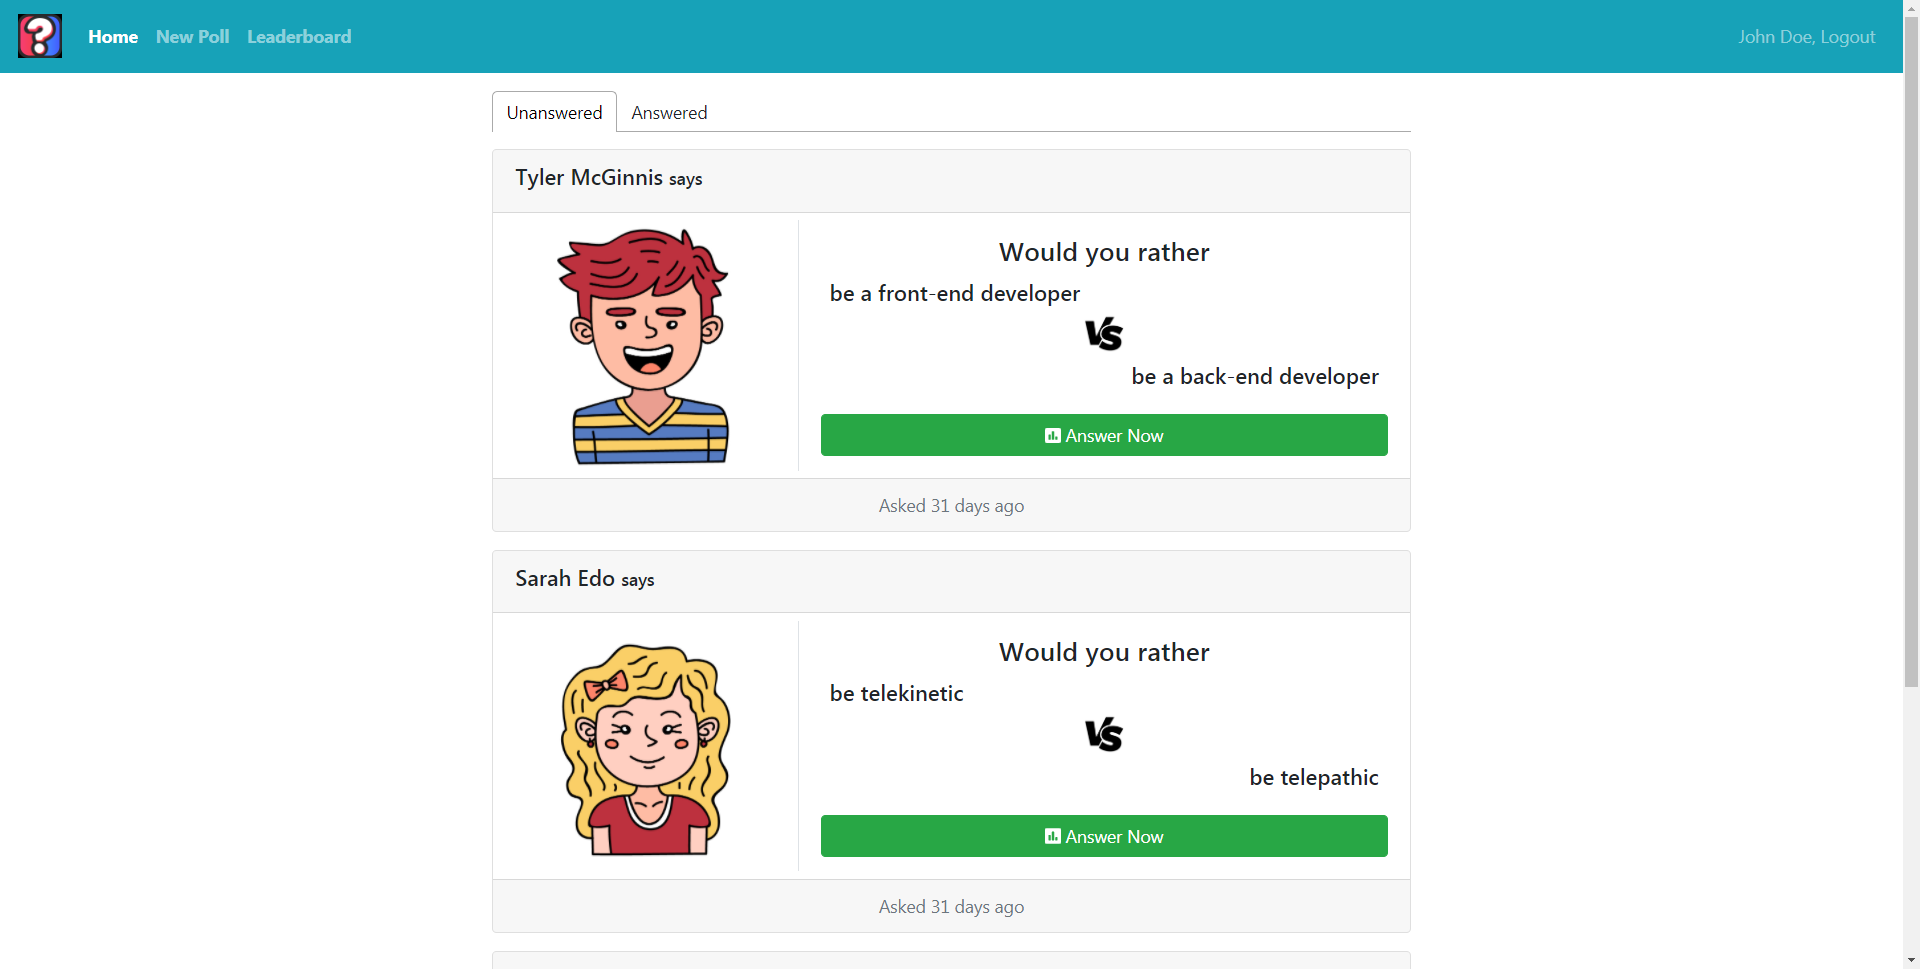 ?
Home New Poll Leaderboard John Doe, Logout
Unanswered Answered
Tyler McGinnis says
Would you rather
be a front-end developer
VS
be a back-end developer
Answer Now
Asked 31 days ago
Sarah Edo says
Would you rather
be telekinetic
VS
be telepathic
Answer Now
Asked 31 days ago